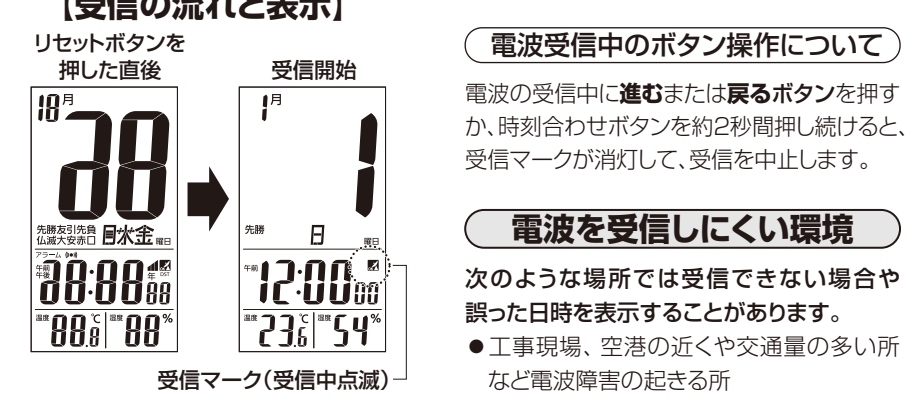 【受信の流れと表示】
リセットボタンを
押した直後
受信開始
18月
38
先勝友引先負
仏滅大安赤口
日水金 曜日
アラーム
午前
午後
88:88 88
年 DST
温度 88.8℃ 湿度 88%
1月
1
先勝
日 曜日
午前 12:00 00
温度 23.6℃ 湿度 54%
受信マーク(受信中点滅)
電波受信中のボタン操作について
電波の受信中に進むまたは戻るボタンを押す
か、時刻合わせボタンを約2秒間押し続けると、
受信マークが消灯して、受信を中止します。
電波を受信しにくい環境
次のような場所では受信できない場合や
誤った日時を表示することがあります。
●工事現場、空港の近くや交通量の多い所
など電波障害の起きる所